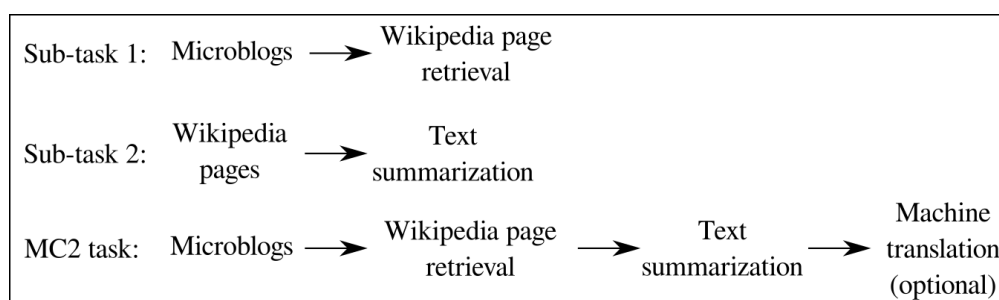 Sub-task 1: Microblogs Wikipedia page
retrieval
Sub-task 2: Wikipedia
pages Text
summarization
MC2 task: Microblogs Wikipedia page
retrieval Text
summarization Machine
translation
(optional)